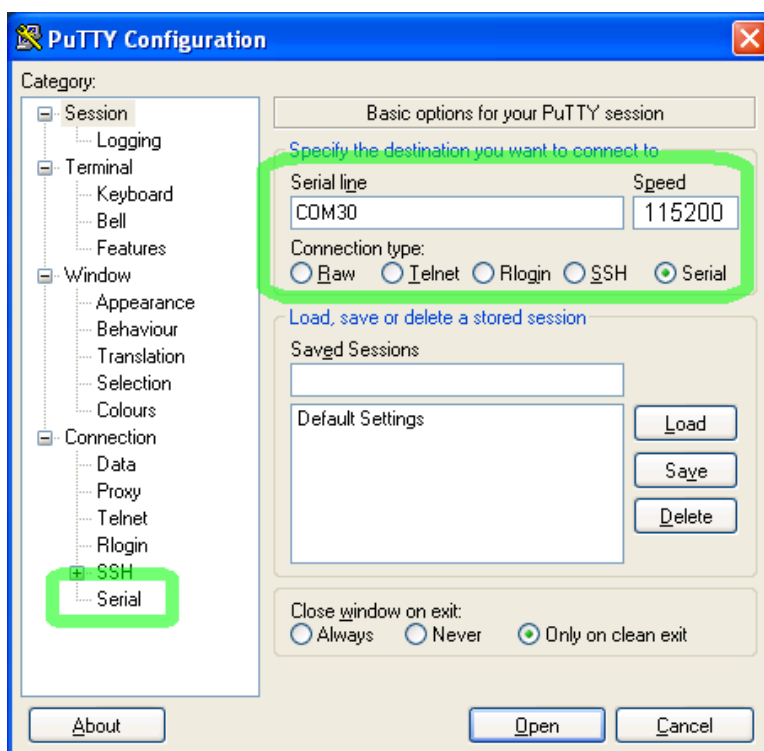 PuTTY Configuration
Category:
Session
Logging
Terminal
Keyboard
Bell
Features
Window
Appearance
Behaviour
Translation
Selection
Colours
Connection
Data
Proxy
Telnet
Rlogin
SSH
Serial
Basic options for your PuTTY session
Specify the destination you want to connect to
Serial line Speed
COM30 115200
Connection type:
Raw Telnet Rlogin SSH Serial
Load, save or delete a stored session
Saved Sessions
Default Settings
Load
Save
Delete
Close window on exit:
Always Never Only on clean exit
About Open Cancel